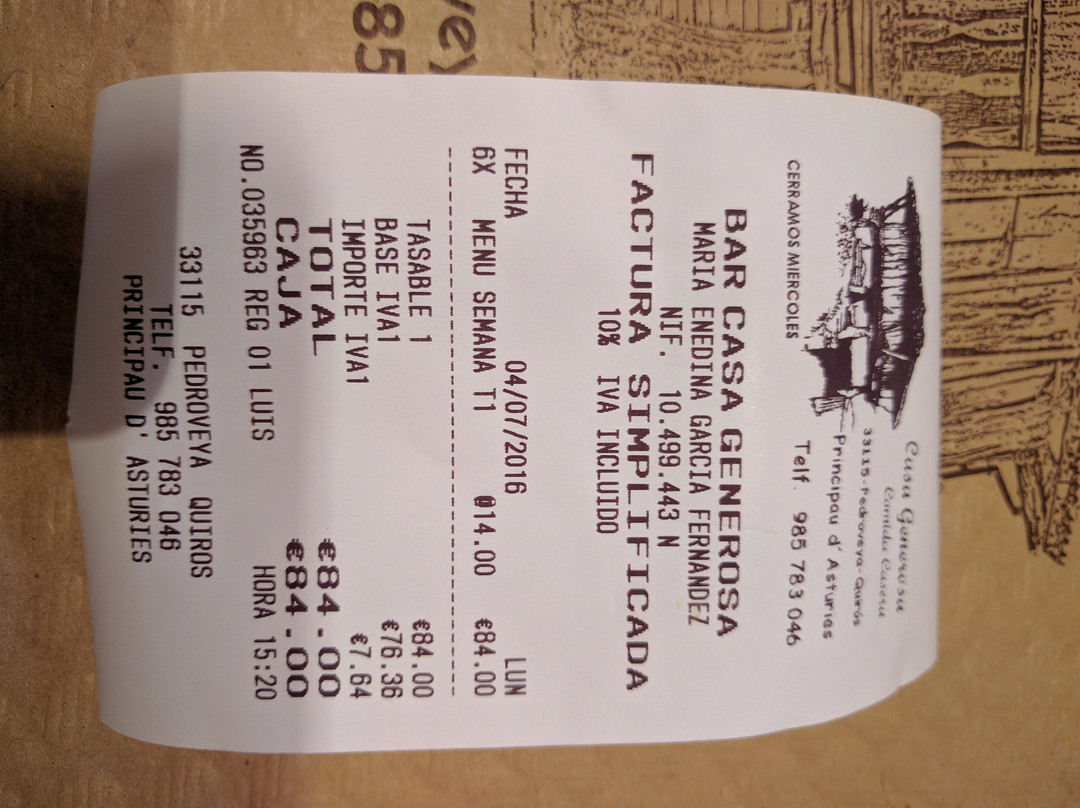 Casa Generosa
Comida Casera
33115-Pedroveya-Quirós
Principau d' Asturies
CERRAMOS MIERCOLES Telf. 985 783 046
BAR CASA GENEROSA
MARIA ENEDINA GARCIA FERNANDEZ
NIF. 10.499.443 N
FACTURA SIMPLIFICADA
10% IVA INCLUIDO
FECHA 04/07/2016 LUN
6X MENU SEMANA T1 @14.00 €84.00
TASABLE 1 €84.00
BASE IVA1 €76.36
IMPORTE IVA1 €7.64
TOTAL €84.00
CAJA €84.00
NO.035963 REG 01 LUIS HORA 15:20
33115 PEDROVEYA QUIROS
TELF. 985 783 046
PRINCIPAU D' ASTURIES
85